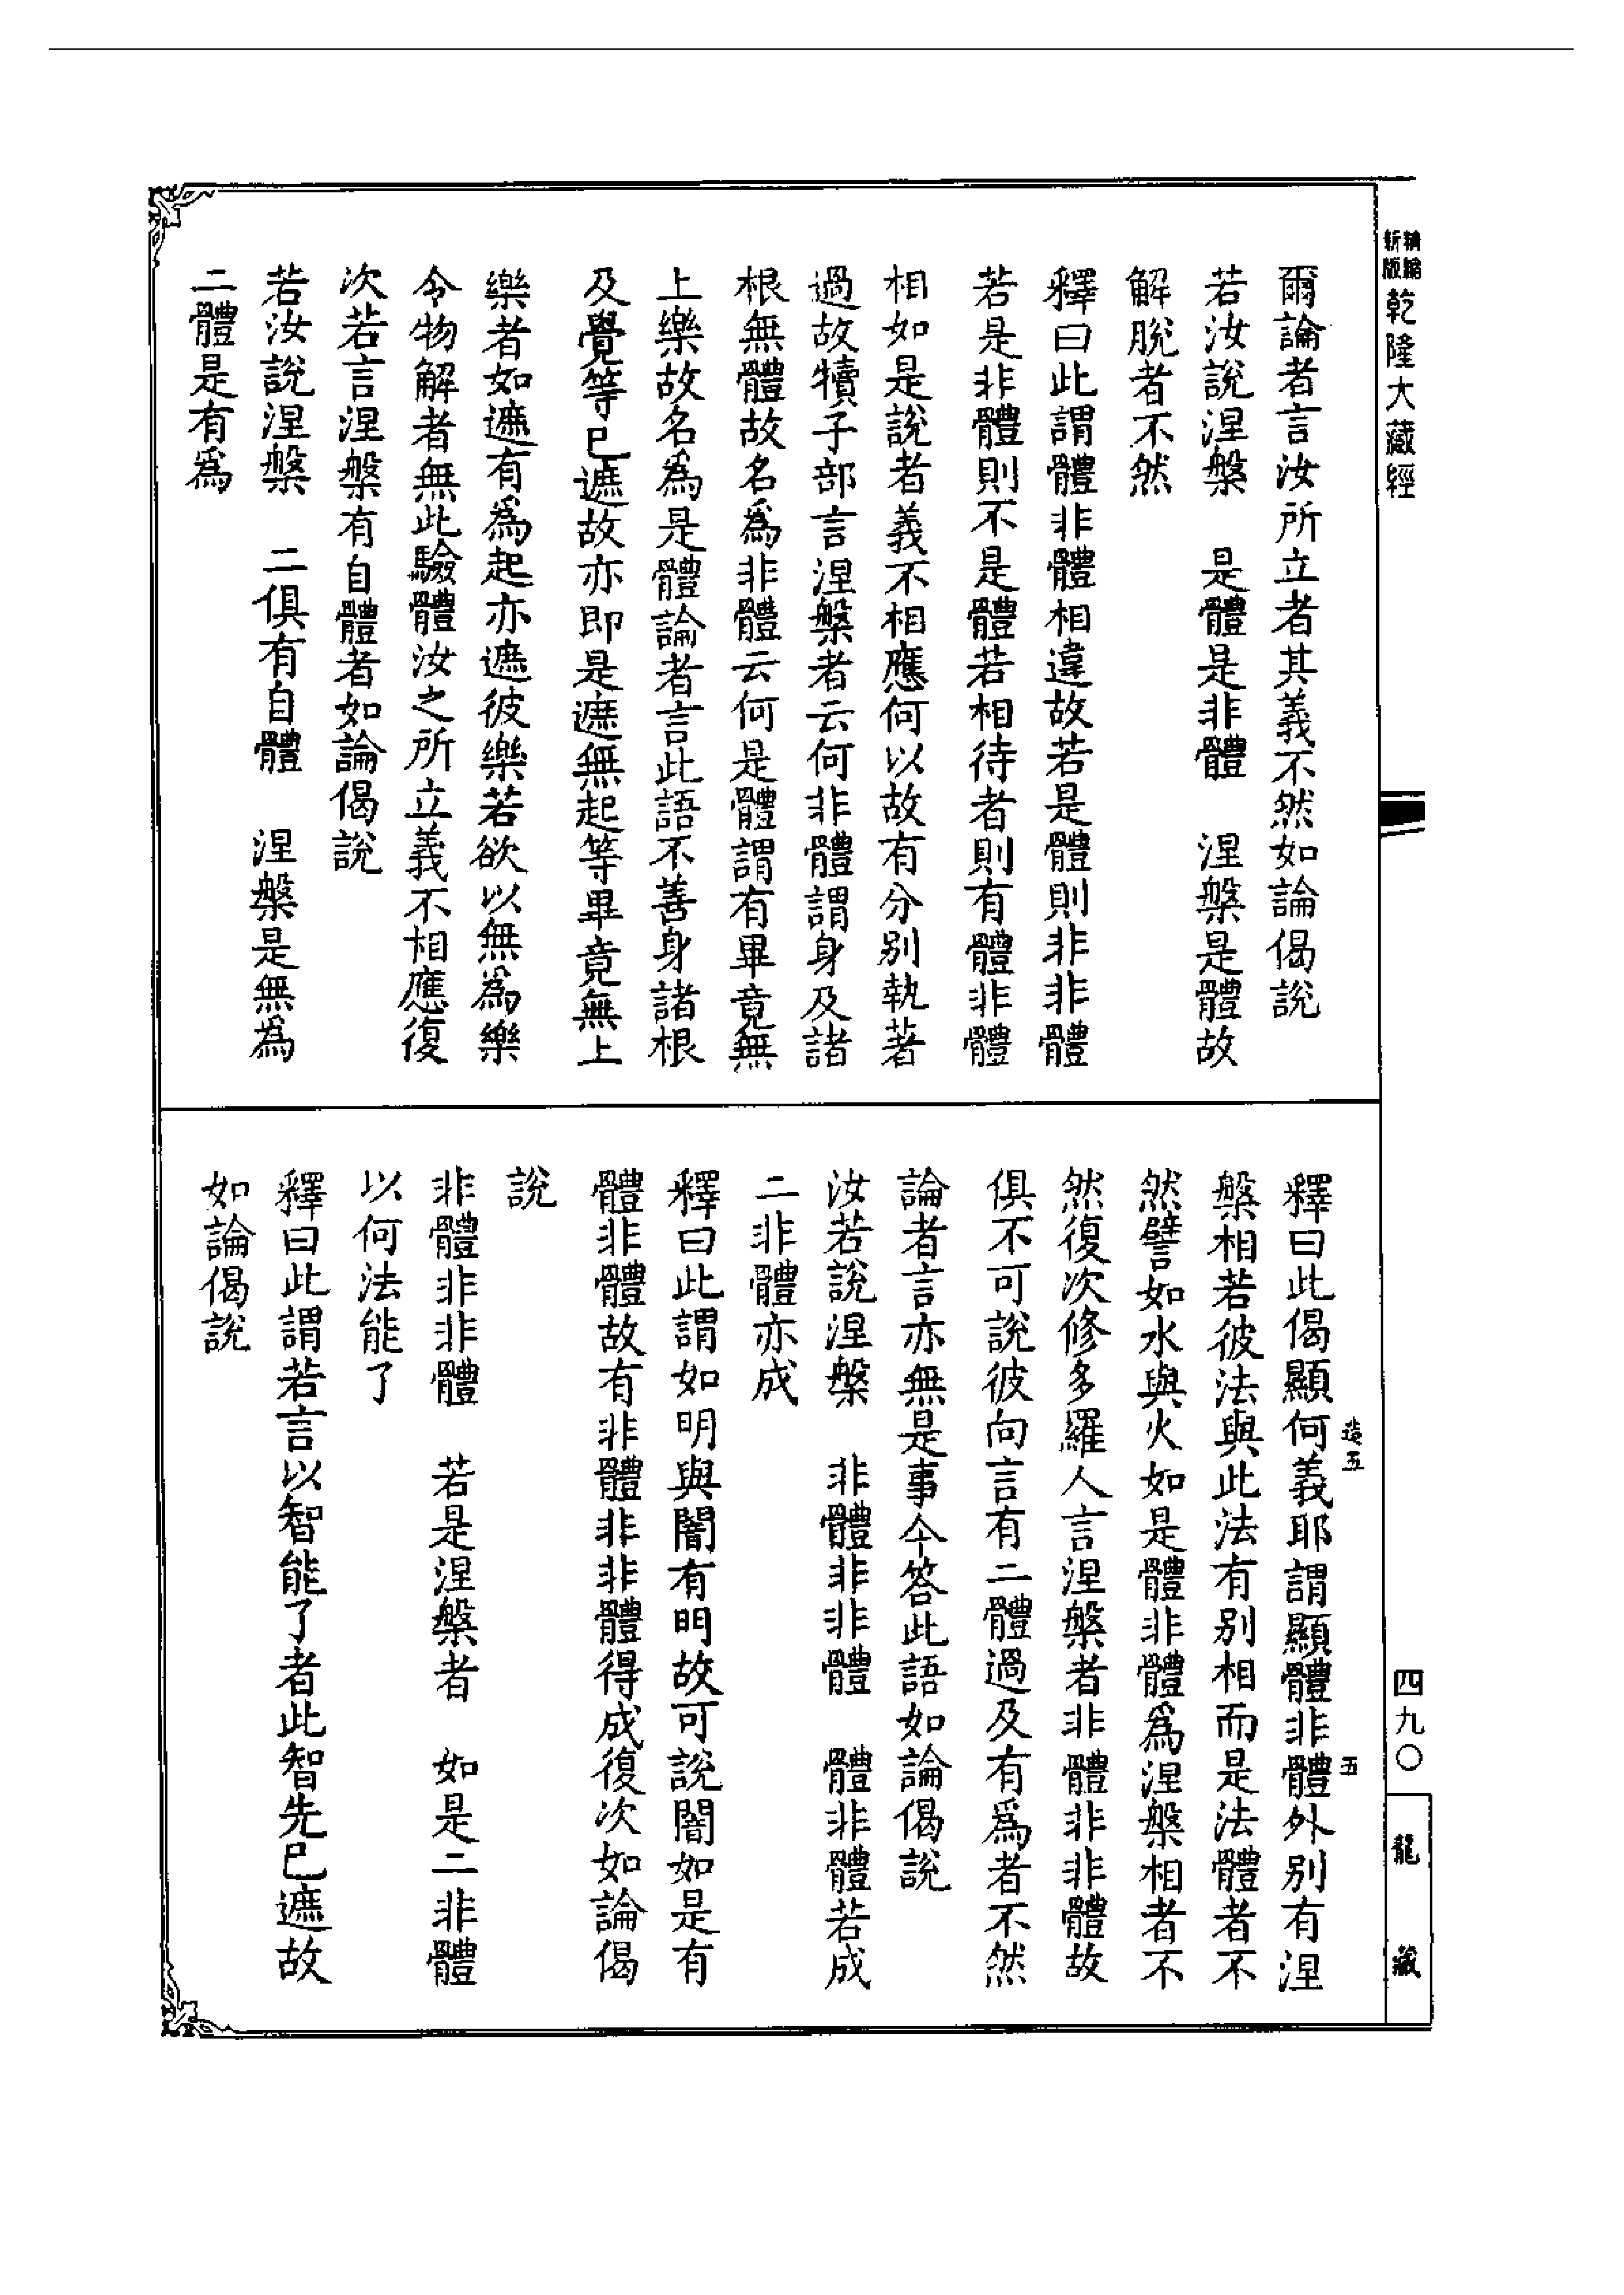 精縮
新版
乾隆大藏經
爾論者言汝所立者其義不然如論偈說
若汝說涅槃　是體是非體　涅槃是體故
解脫者不然
釋曰此謂體非體相違故若是體則非非體
若是非體則不是體若相待者則有體非體
相如是說者義不相應何以故有分別執著
過故犢子部言涅槃者云何非體謂身及諸
根無體故名為非體云何是體謂有畢竟無
上樂故名為是體論者言此語不善身諸根
及覺等已遮故亦即是遮無起等畢竟無上
樂者如遮有為起亦遮彼樂若欲以無為樂
令物解者無此驗體汝之所立義不相應復
次若言涅槃有自體者如論偈說
若汝說涅槃　二俱有自體　涅槃是無為
二體是有為
造五
五
釋曰此偈顯何義耶謂顯體非體外別有涅
槃相若彼法與此法有別相而是法體者不
然譬如水與火如是體非體為涅槃相者不
然復次修多羅人言涅槃者非體非非體故
俱不可說彼向言有二體過及有為者不然
論者言亦無是事今答此語如論偈說
汝若說涅槃　非體非非體　體非體若成
二非體亦成
釋曰此謂如明與闇有明故可說闇如是有
體非體故有非體非非體得成復次如論偈
說
非體非非體　若是涅槃者　如是二非體
以何法能了
釋曰此謂若言以智能了者此智先已遮故
如論偈說
四九〇
龍藏